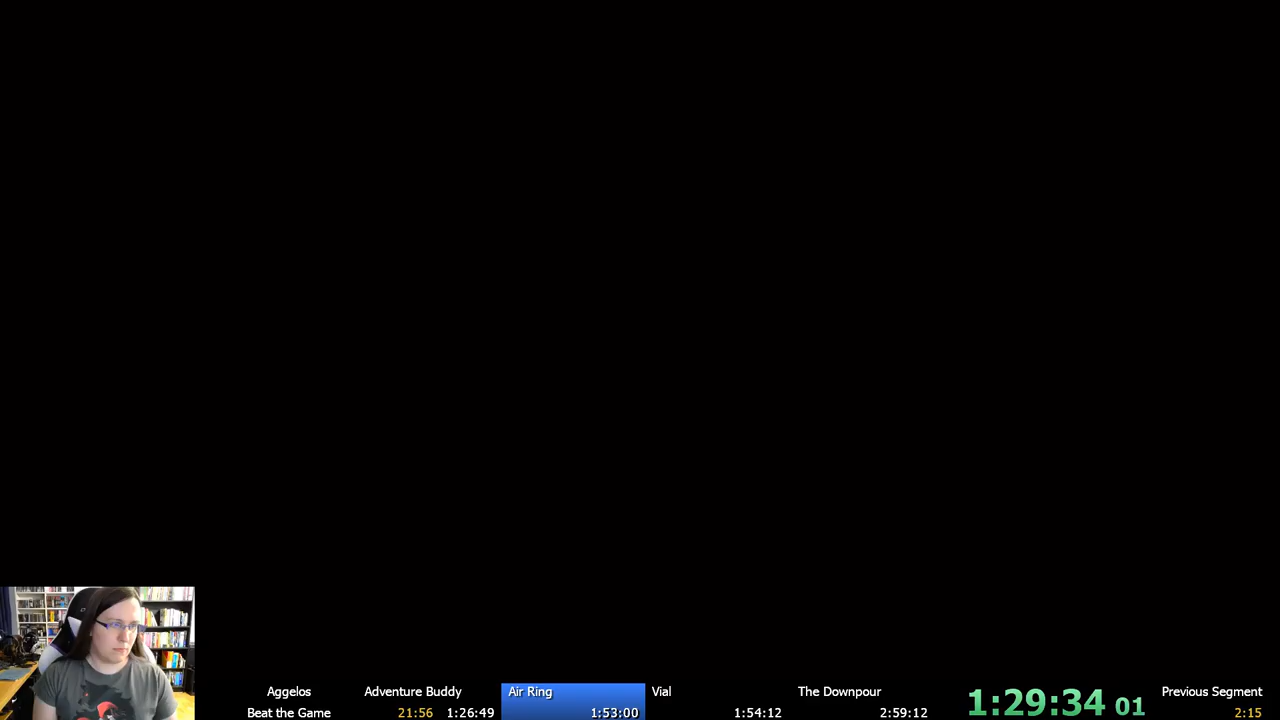 Aggelos
Beat the Game
Adventure Buddy
21:56 1:26:49
Air Ring
1:53:00
Vial
1:54:12
The Downpour
2:59:12
1:29:34 01
Previous Segment
2:15